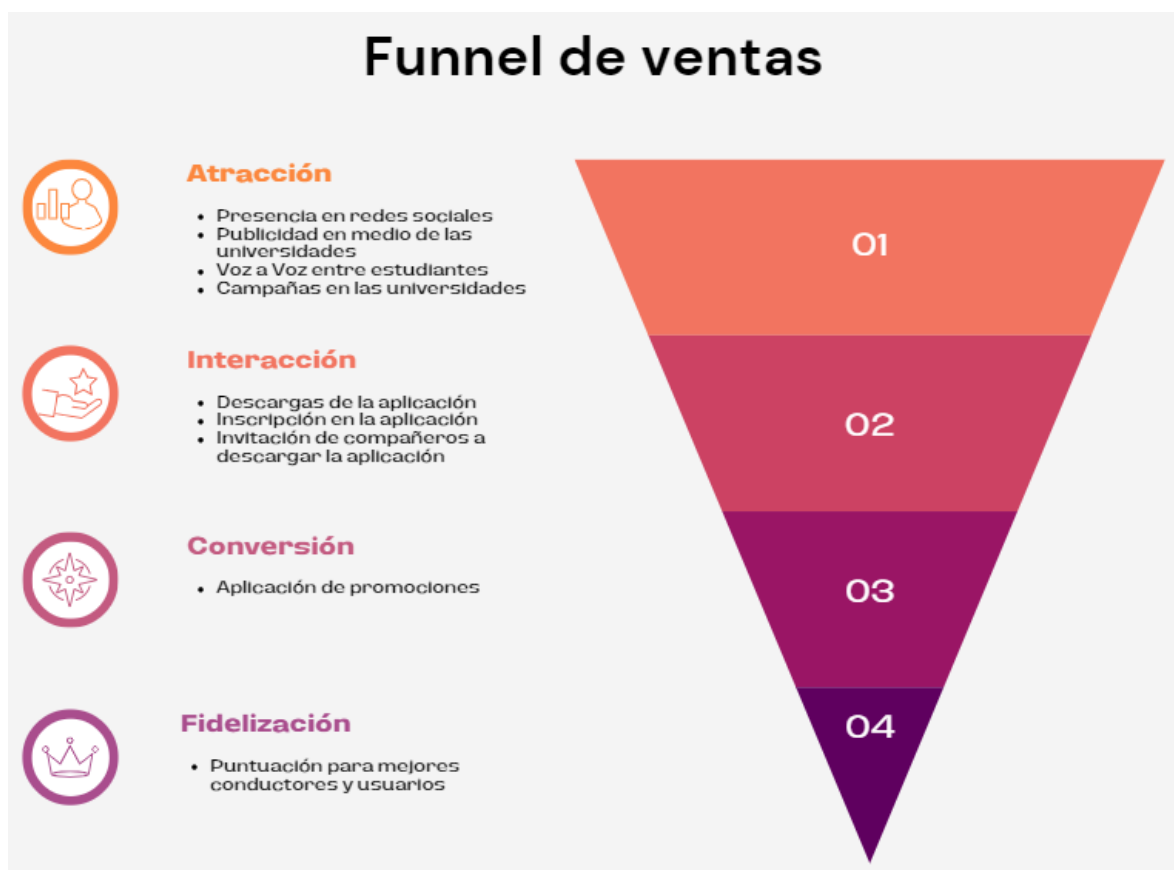 Funnel de ventas
Atracción
• Presencia en redes sociales
• Publicidad en medio de las
universidades
• Voz a Voz entre estudiantes
• Campañas en las universidades
01
Interacción
• Descargas de la aplicación
• Inscripción en la aplicación
• Invitación de compañeros a
descargar la aplicación
02
Conversión
• Aplicación de promociones
03
Fidelización
• Puntuación para mejores
conductores y usuarios
04